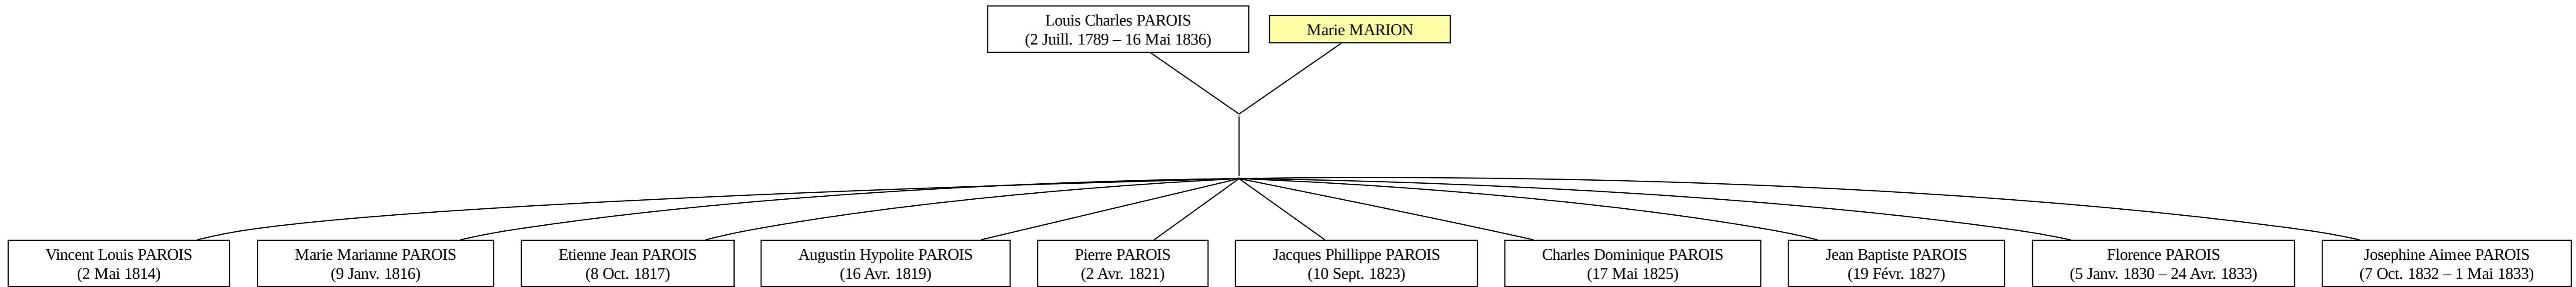 Louis Charles PAROIS
(2 Juill. 1789 – 16 Mai 1836)
Marie MARION
Vincent Louis PAROIS
(2 Mai 1814)
Marie Marianne PAROIS
(9 Janv. 1816)
Etienne Jean PAROIS
(8 Oct. 1817)
Augustin Hypolite PAROIS
(16 Avr. 1819)
Pierre PAROIS
(2 Avr. 1821)
Jacques Phillippe PAROIS
(10 Sept. 1823)
Charles Dominique PAROIS
(17 Mai 1825)
Jean Baptiste PAROIS
(19 Févr. 1827)
Florence PAROIS
(5 Janv. 1830 – 24 Avr. 1833)
Josephine Aimee PAROIS
(7 Oct. 1832 – 1 Mai 1833)